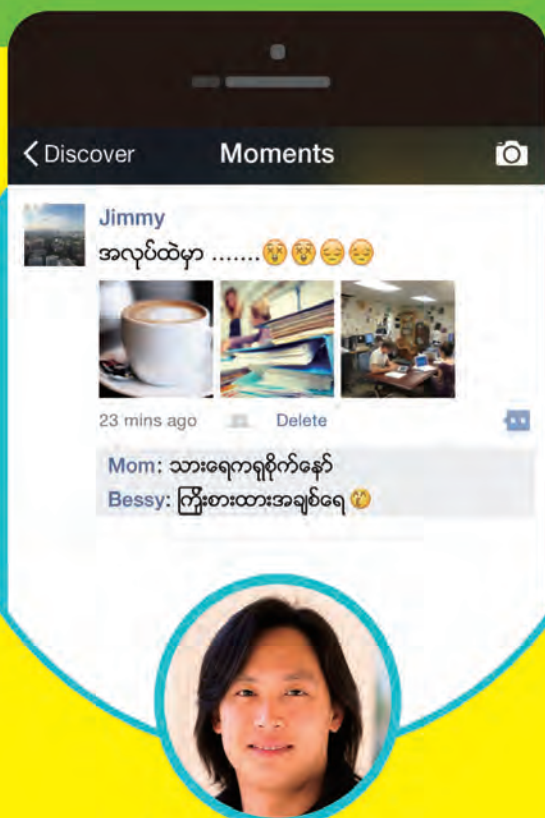 Discover Moments
Jimmy
အလုပ်ထဲမှာ .......😲😲😔😔
23 mins ago Delete
Mom: သားရေကရုစိုက်နော်
Bessy: ကြိုးစားထားအချစ်ရေ